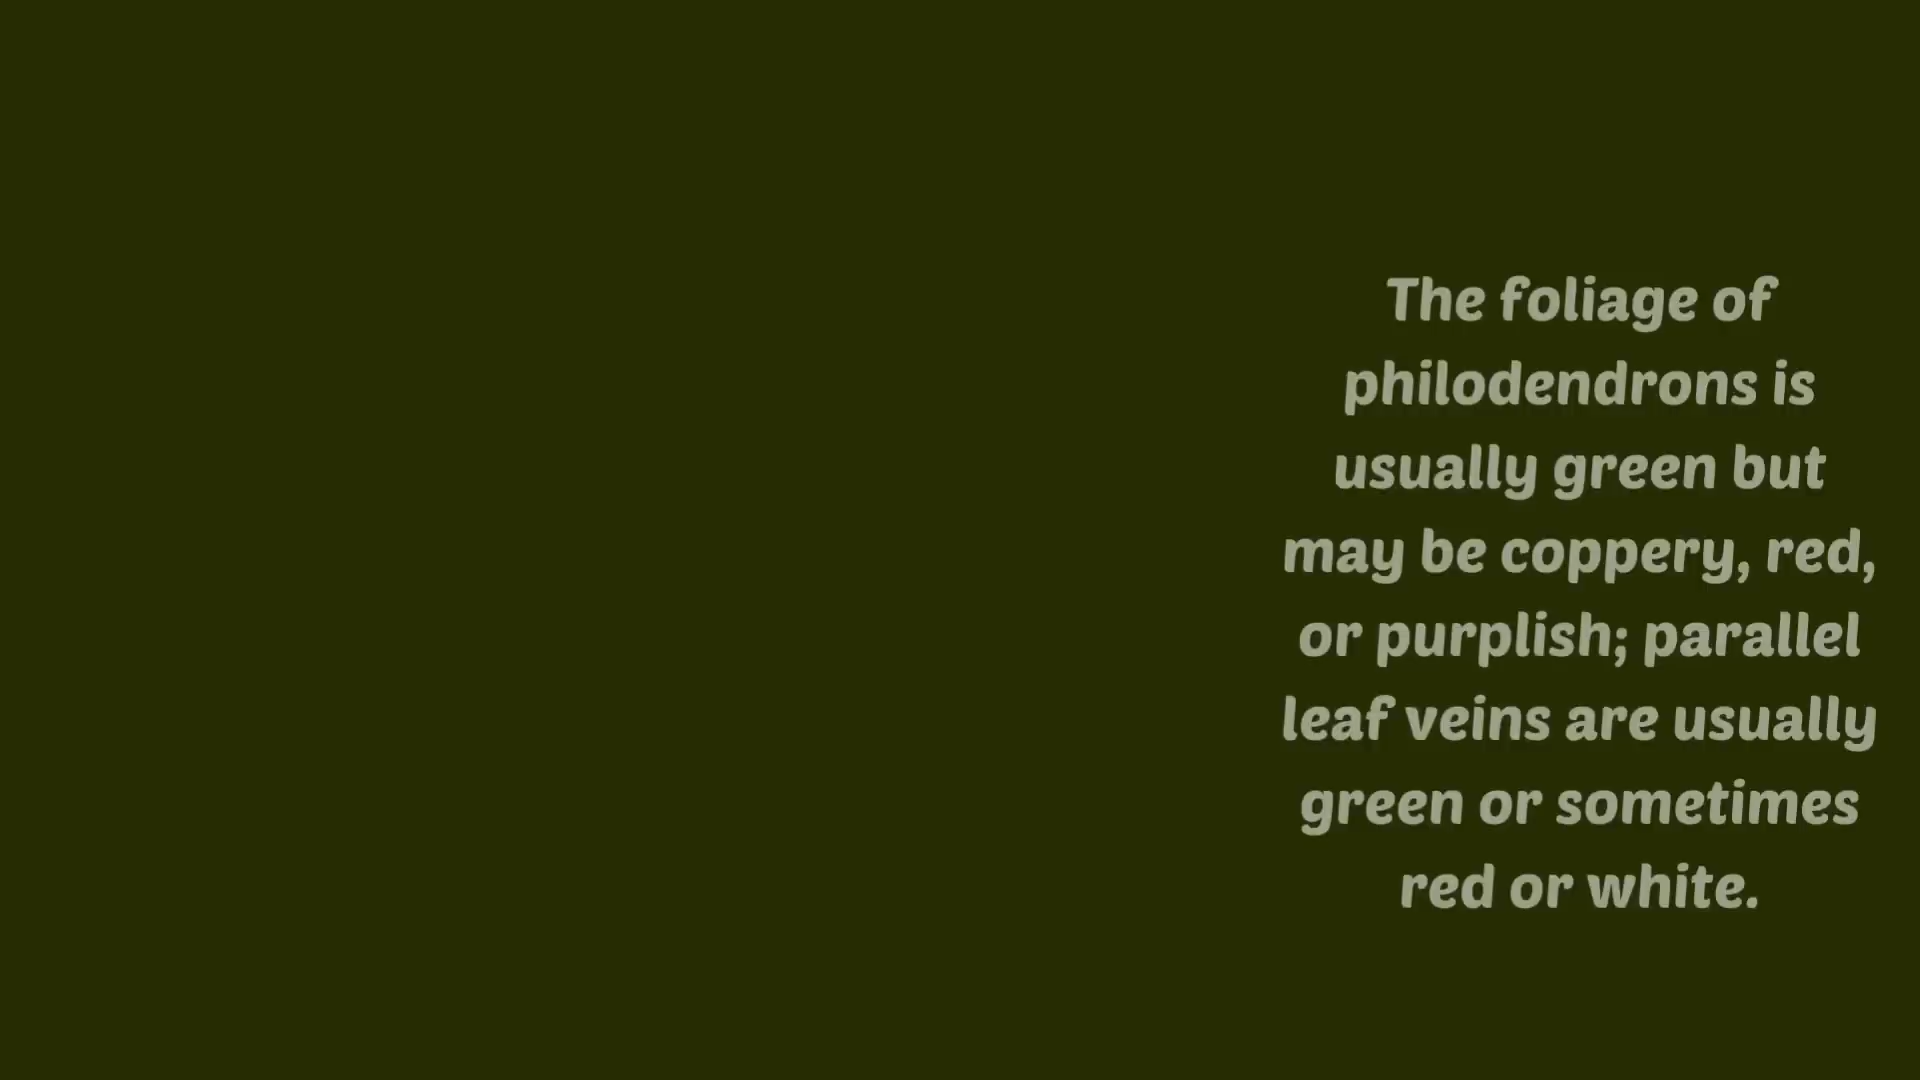 The foliage of
philodendrons is
usually green but
may be coppery, red,
or purplish; parallel
leaf veins are usually
green or sometimes
red or white.